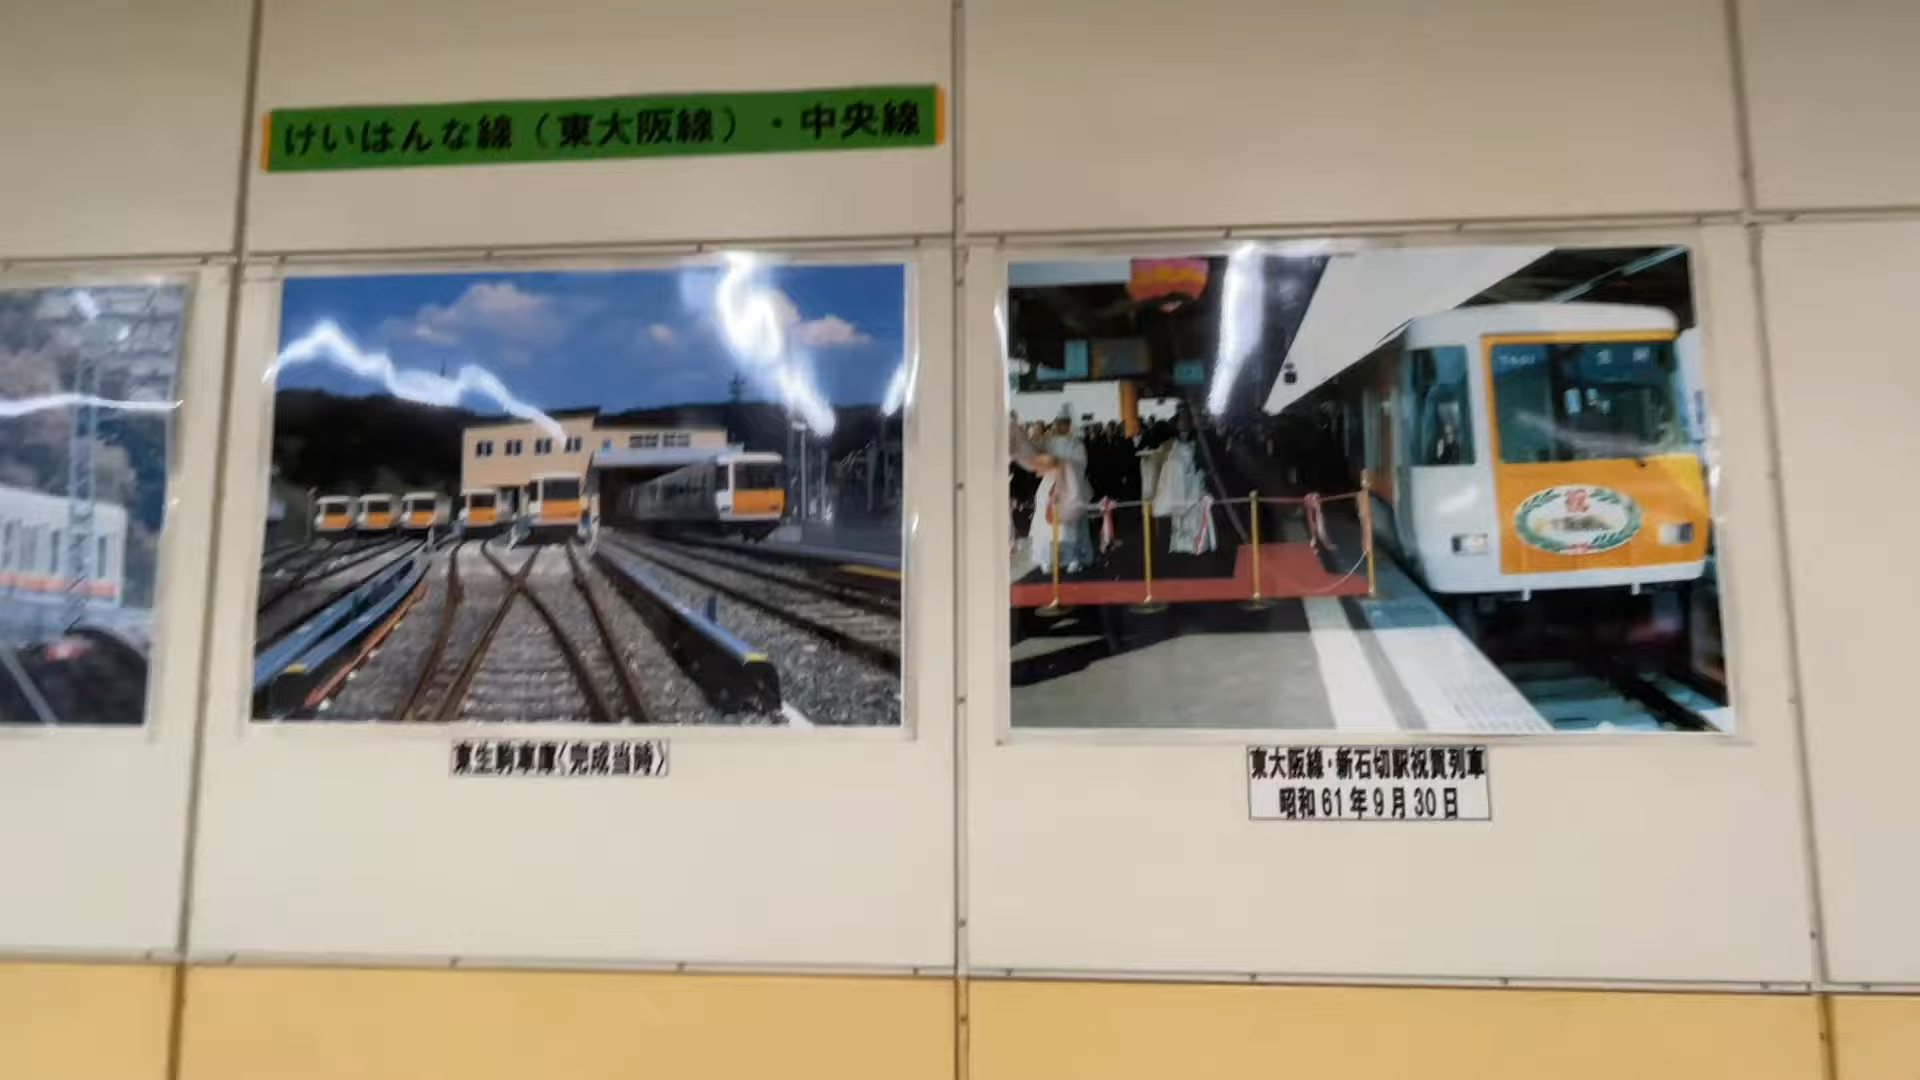 けいはんな線（東大阪線）・中央線
東生駒車庫〈完成当時〉
祝
東大阪線・新石切駅祝賀列車
昭和61年9月30日